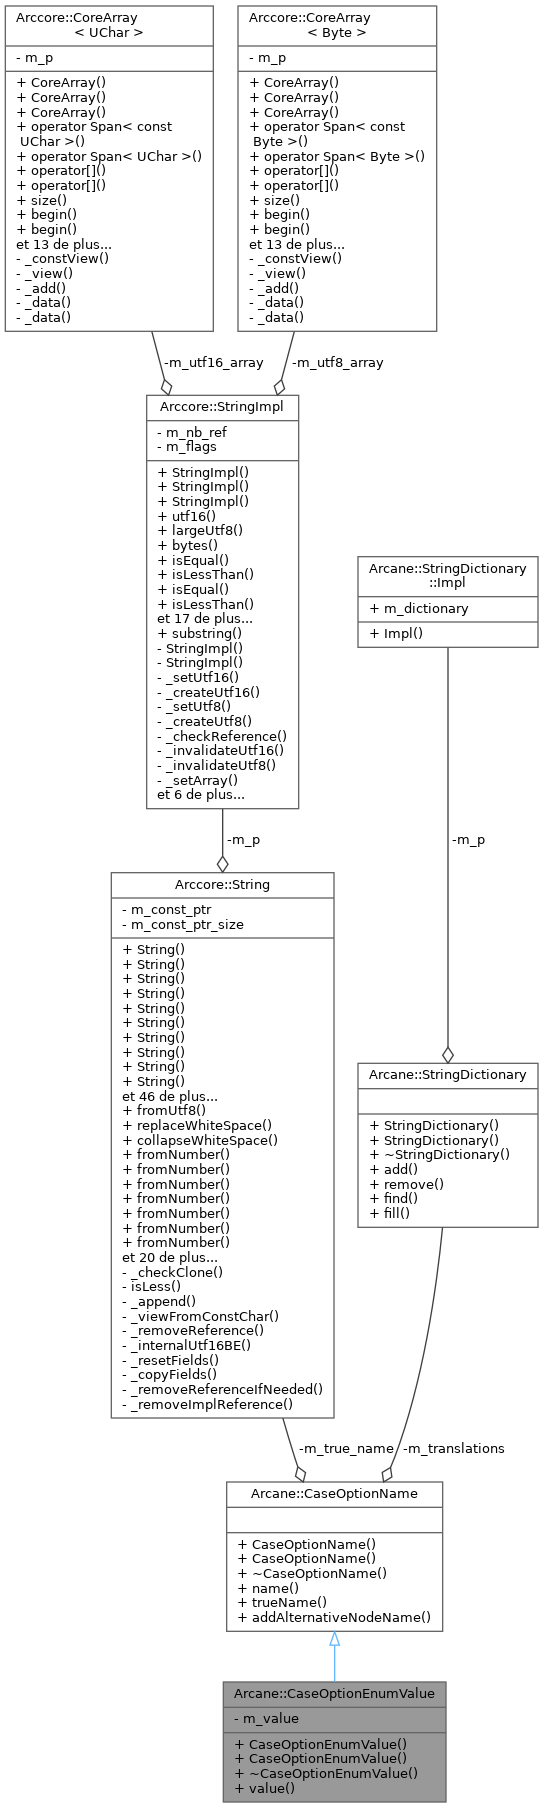 Arccore::CoreArray
< UChar >
- m_p
+ CoreArray()
+ CoreArray()
+ CoreArray()
+ operator Span< const
UChar >()
+ operator Span< UChar >()
+ operator[]()
+ operator[]()
+ size()
+ begin()
+ begin()
et 13 de plus...
- _constView()
- _view()
- _add()
- _data()
- _data()
Arccore::CoreArray
< Byte >
- m_p
+ CoreArray()
+ CoreArray()
+ CoreArray()
+ operator Span< const
Byte >()
+ operator Span< Byte >()
+ operator[]()
+ operator[]()
+ size()
+ begin()
+ begin()
et 13 de plus...
- _constView()
- _view()
- _add()
- _data()
- _data()
-m_utf16_array
-m_utf8_array
Arccore::StringImpl
- m_nb_ref
- m_flags
+ StringImpl()
+ StringImpl()
+ StringImpl()
+ utf16()
+ largeUtf8()
+ bytes()
+ isEqual()
+ isLessThan()
+ isEqual()
+ isLessThan()
et 17 de plus...
+ substring()
- StringImpl()
- StringImpl()
- _setUtf16()
- _createUtf16()
- _setUtf8()
- _createUtf8()
- _checkReference()
- _invalidateUtf16()
- _invalidateUtf8()
- _setArray()
et 6 de plus...
Arcane::StringDictionary
::Impl
+ m_dictionary
+ Impl()
-m_p
-m_p
Arccore::String
- m_const_ptr
- m_const_ptr_size
+ String()
+ String()
+ String()
+ String()
+ String()
+ String()
+ String()
+ String()
+ String()
+ String()
et 46 de plus...
+ fromUtf8()
+ replaceWhiteSpace()
+ collapseWhiteSpace()
+ fromNumber()
+ fromNumber()
+ fromNumber()
+ fromNumber()
+ fromNumber()
+ fromNumber()
+ fromNumber()
et 20 de plus...
- _checkClone()
- isLess()
- _append()
- _viewFromConstChar()
- _removeReference()
- _internalUtf16BE()
- _resetFields()
- _copyFields()
- _removeReferenceIfNeeded()
- _removeImplReference()
Arcane::StringDictionary
+ StringDictionary()
+ StringDictionary()
+ ~StringDictionary()
+ add()
+ remove()
+ find()
+ fill()
-m_true_name
-m_translations
Arcane::CaseOptionName
+ CaseOptionName()
+ CaseOptionName()
+ ~CaseOptionName()
+ name()
+ trueName()
+ addAlternativeNodeName()
Arcane::CaseOptionEnumValue
- m_value
+ CaseOptionEnumValue()
+ CaseOptionEnumValue()
+ ~CaseOptionEnumValue()
+ value()